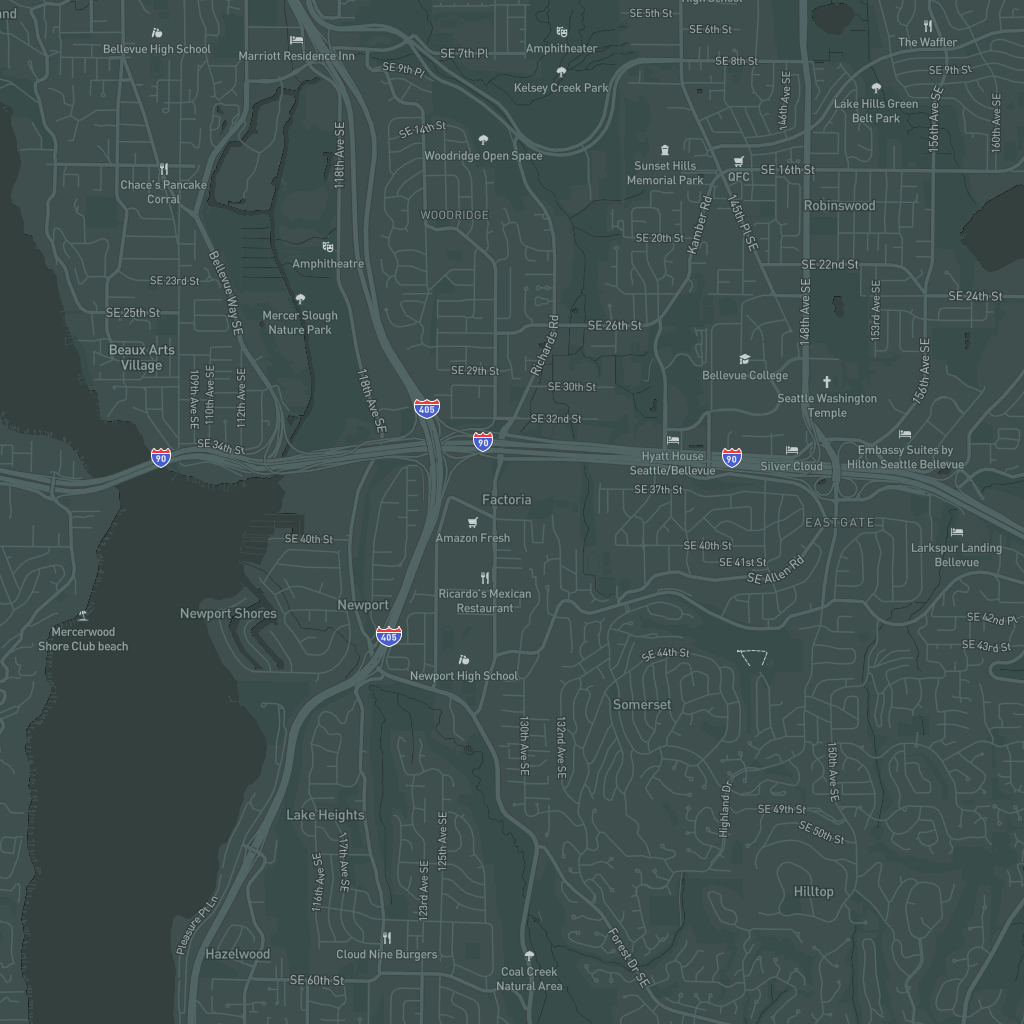 SE 5th St
SE 6th St
Bellevue High School
Marriott Residence Inn
SE 7th Pl
Amphitheater
The Waffler
SE 8th St
SE 9th Pl
SE 9th St
Kelsey Creek Park
146th Ave SE
156th Ave SE
160th Ave SE
Lake Hills Green
Belt Park
SE 14th St
118th Ave SE
Woodridge Open Space
Sunset Hills
Memorial Park
QFC
SE 16th St
Chace's Pancake
Corral
WOODRIDGE
Kamber Rd
145th Pl SE
Robinswood
SE 20th St
Amphitheatre
SE 22nd St
Bellevue Way SE
SE 23rd St
SE 24th St
148th Ave SE
153rd Ave SE
SE 25th St
Mercer Slough
Nature Park
SE 26th St
Richards Rd
156th Ave SE
Beaux Arts
Village
109th Ave SE
110th Ave SE
112th Ave SE
118th Ave SE
SE 29th St
SE 30th St
Bellevue College
Seattle Washington
Temple
405
SE 32nd St
90
SE 34th St
90
90
Hyatt House
Seattle/Bellevue
Silver Cloud
Embassy Suites by
Hilton Seattle Bellevue
SE 37th St
Factoria
EASTGATE
SE 40th St
Amazon Fresh
SE 40th St
SE 41st St
SE Allen Rd
Larkspur Landing
Bellevue
Newport Shores
Newport
Ricardo's Mexican
Restaurant
405
Mercerwood
Shore Club beach
SE 42nd Pl
SE 43rd St
SE 44th St
Newport High School
Somerset
130th Ave SE
132nd Ave SE
150th Ave SE
Highland Dr
SE 49th St
SE 50th St
Lake Heights
116th Ave SE
117th Ave SE
123rd Ave SE
125th Ave SE
Hilltop
Pleasure Pt Ln
Hazelwood
Cloud Nine Burgers
SE 60th St
Coal Creek
Natural Area
Forest Dr SE